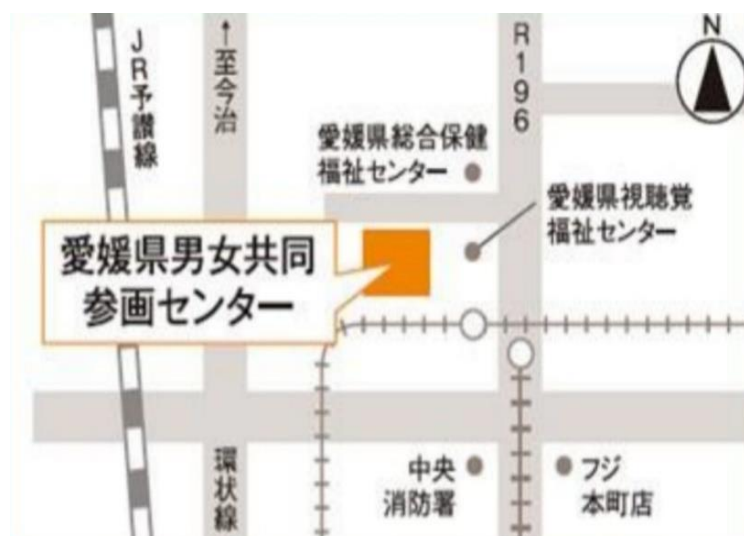 JR予讃線
↑至今治
R196
N
愛媛県総合保健
福祉センター
愛媛県視聴覚
福祉センター
愛媛県男女共同
参画センター
環状線
中央
消防署
フジ
本町店